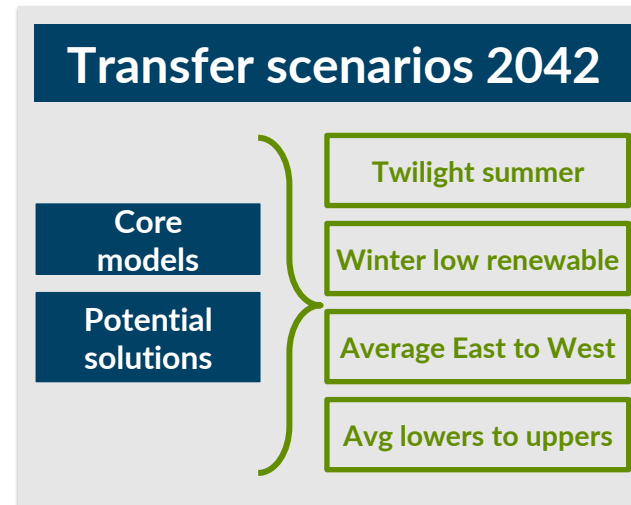 Transfer scenarios 2042
Core
models
Potential
solutions
Twilight summer
Winter low renewable
Average East to West
Avg lowers to uppers